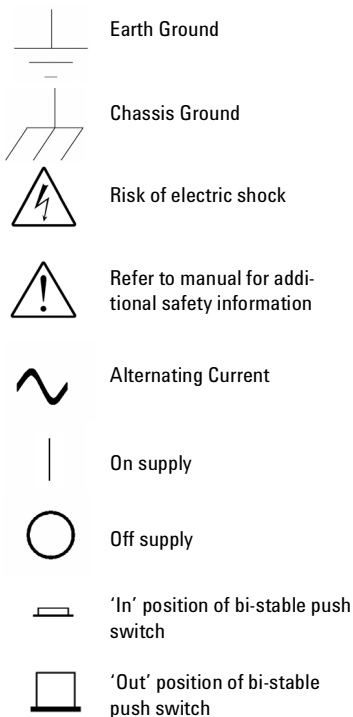 Earth Ground
Chassis Ground
Risk of electric shock
Refer to manual for addi-
tional safety information
Alternating Current
On supply
Off supply
‘In’ position of bi-stable push
switch
‘Out’ position of bi-stable
push switch